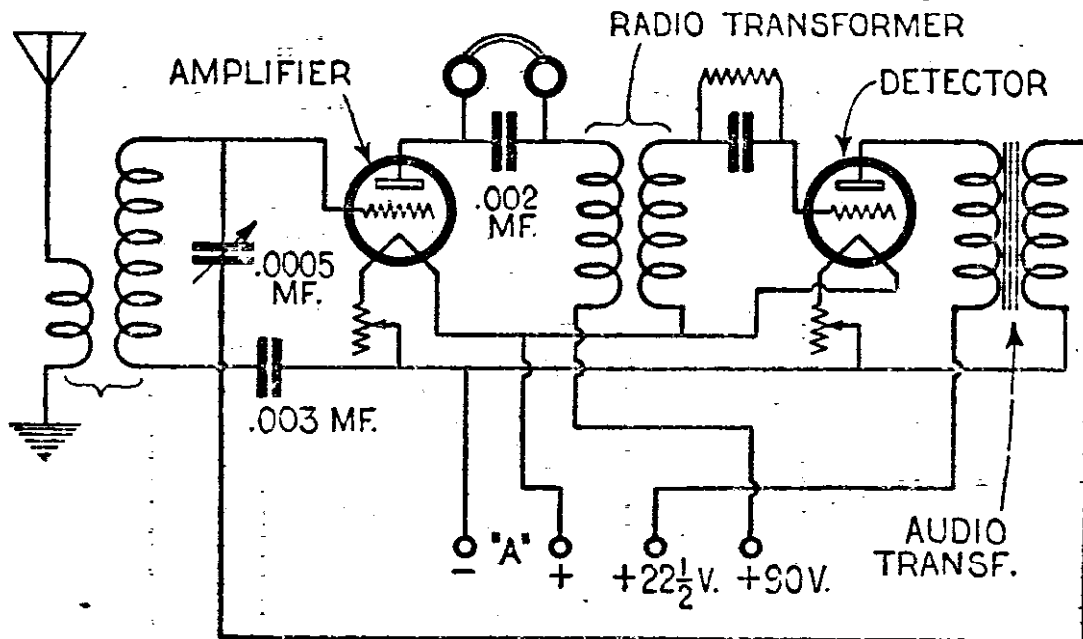 RADIO TRANSFORMER
AMPLIFIER
DETECTOR
.002
MF.
.0005
MF.
.003 MF.
- "A" +
+22½V.
+90V.
AUDIO
TRANSF.